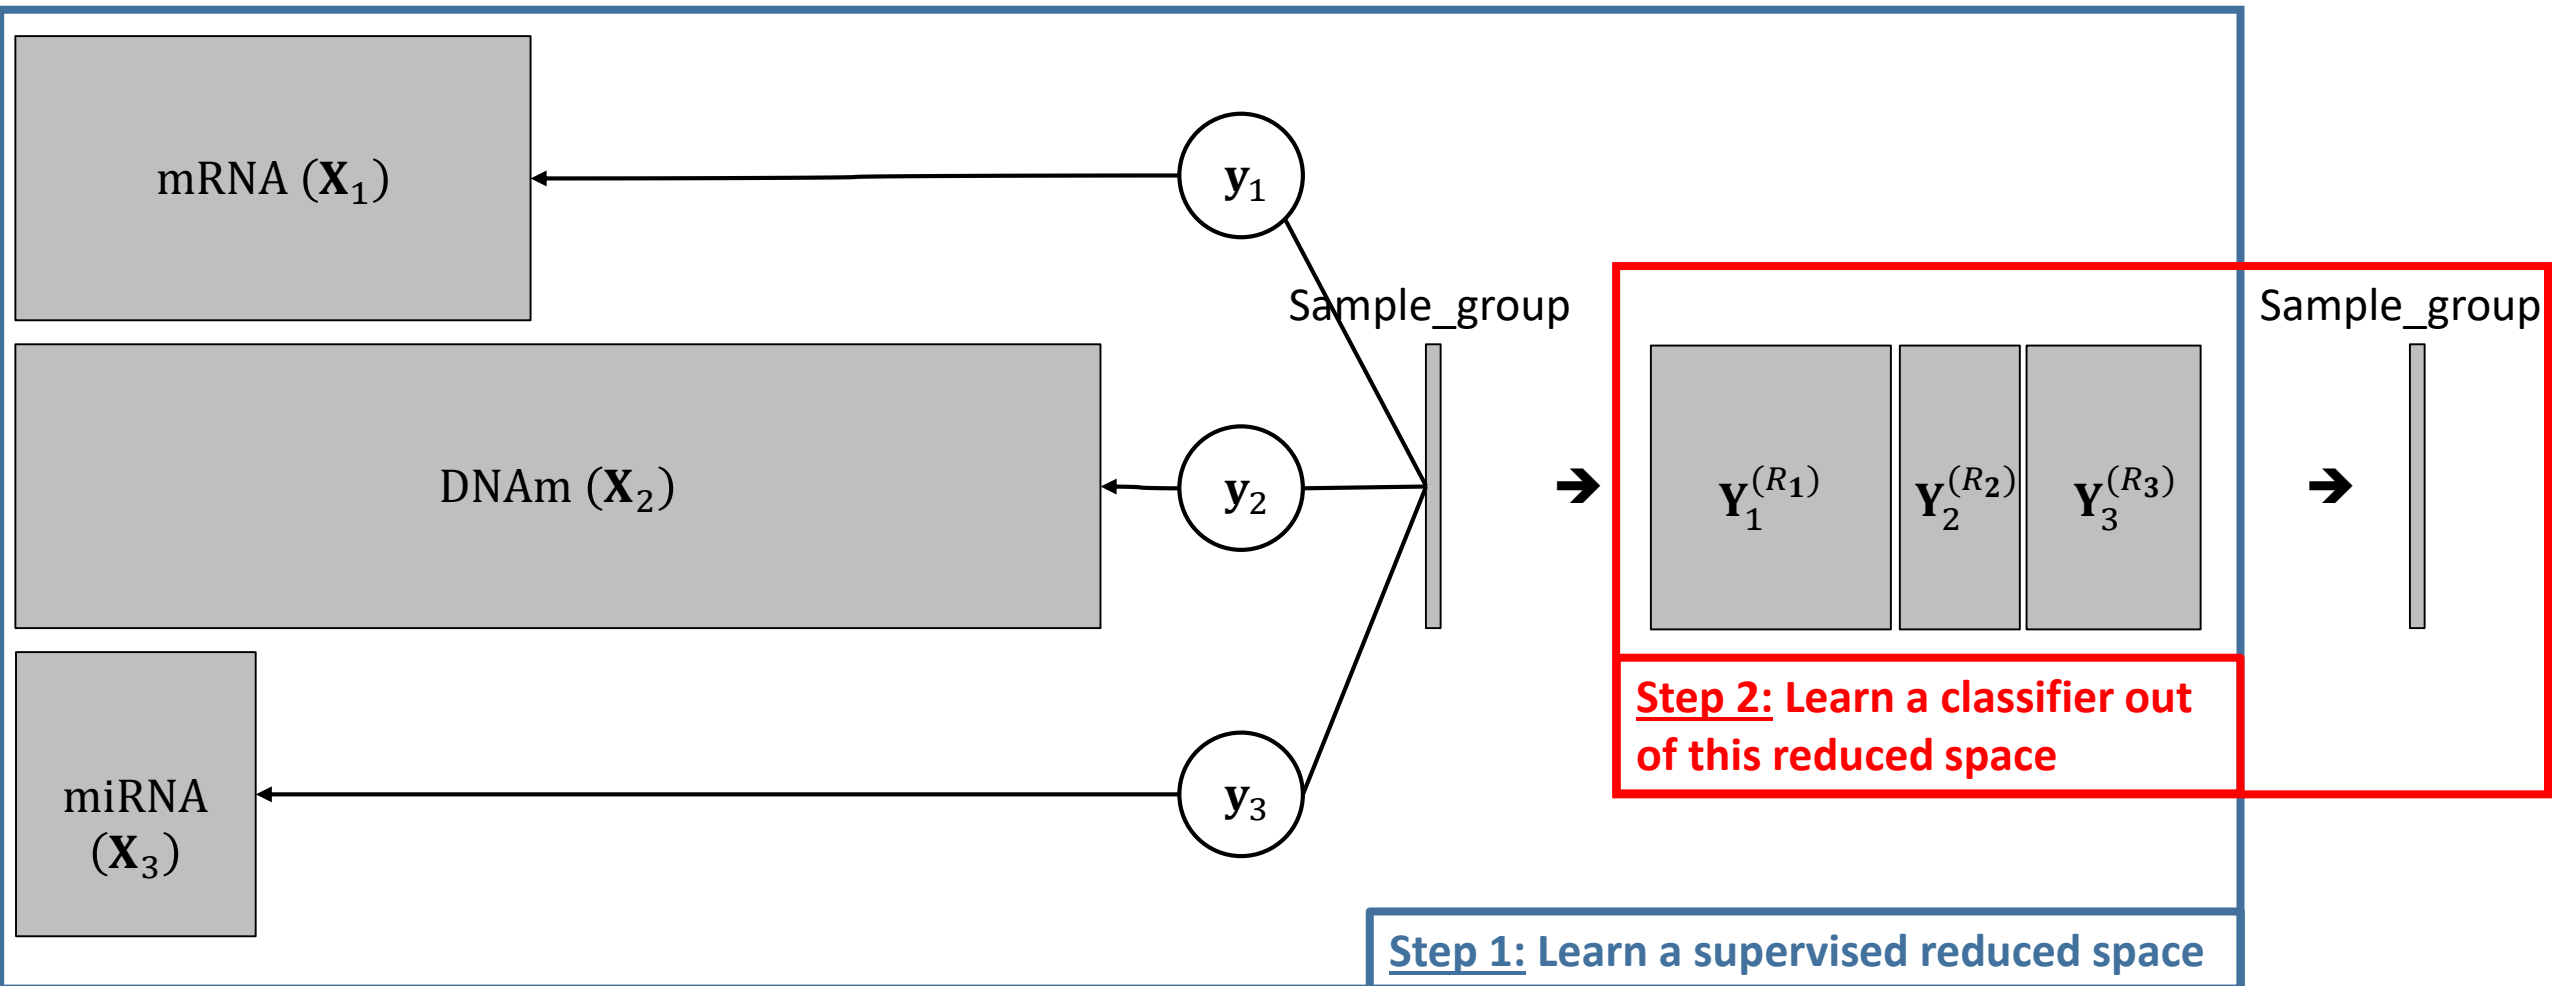 mRNA (𝐗₁)
𝐲₁
Sample_group
Sample_group
DNAm (𝐗₂)
𝐲₂
➔
𝐘₁^(𝑅₁)
𝐘₂^(𝑅₂)
𝐘₃^(𝑅₃)
➔
Step 2: Learn a classifier out
of this reduced space
miRNA
(𝐗₃)
𝐲₃
Step 1: Learn a supervised reduced space